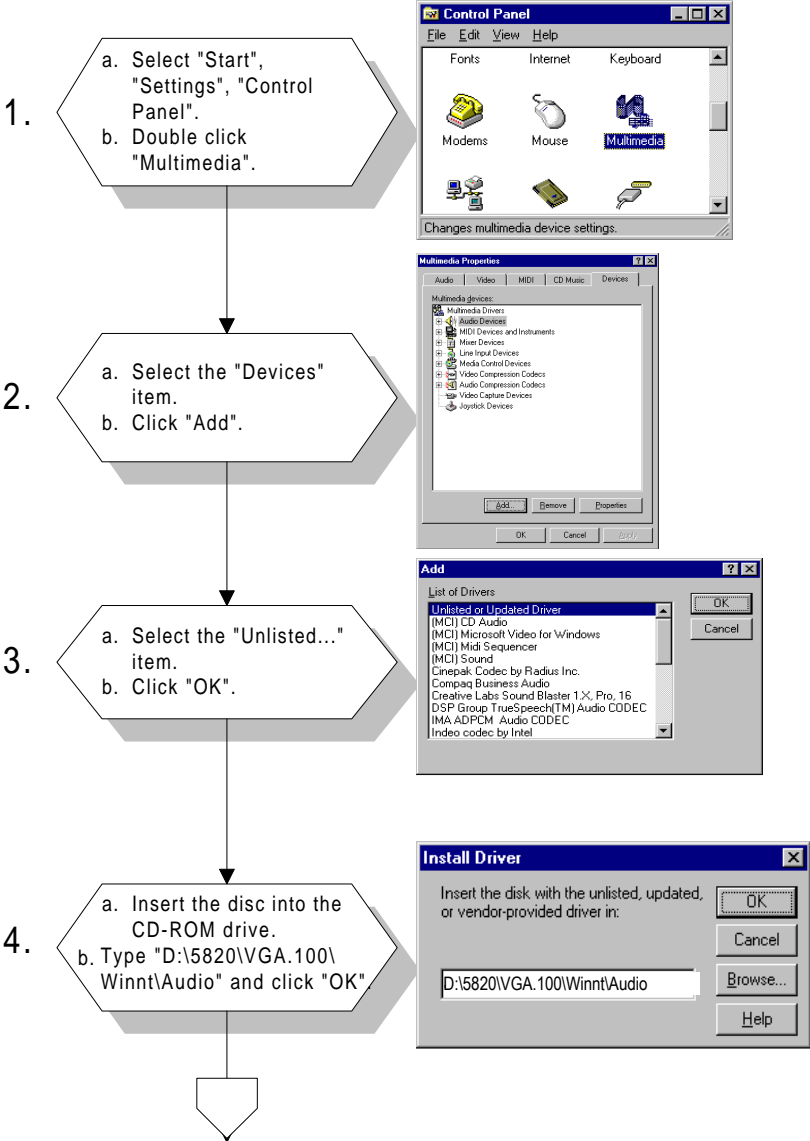 1.
a. Select "Start",
"Settings", "Control
Panel".
b. Double click
"Multimedia".
Control Panel
File Edit View Help
Fonts Internet Keyboard
Modems Mouse Multimedia
Changes multimedia device settings.
2.
a. Select the "Devices"
item.
b. Click "Add".
Multimedia Properties
Audio Video MIDI CD Music Devices
Multimedia devices:
Multimedia Drivers
Audio Devices
MIDI Devices and Instruments
Mixer Devices
Line Input Devices
Media Control Devices
Video Compression Codecs
Audio Compression Codecs
Video Capture Devices
Joystick Devices
Add... Remove Properties
OK Cancel Apply
3.
a. Select the "Unlisted..."
item.
b. Click "OK".
Add
List of Drivers
Unlisted or Updated Driver
(MCI) CD Audio
(MCI) Microsoft Video for Windows
(MCI) Midi Sequencer
(MCI) Sound
Cinepak Codec by Radius Inc.
Compaq Business Audio
Creative Labs Sound Blaster 1.X, Pro, 16
DSP Group TrueSpeech(TM) Audio CODEC
IMA ADPCM Audio CODEC
Indeo codec by Intel
OK
Cancel
4.
a. Insert the disc into the
CD-ROM drive.
b. Type "D:\5820\VGA.100\
Winnt\Audio" and click "OK".
Install Driver
Insert the disk with the unlisted, updated,
or vendor-provided driver in:
D:\5820\VGA.100\Winnt\Audio
OK
Cancel
Browse...
Help